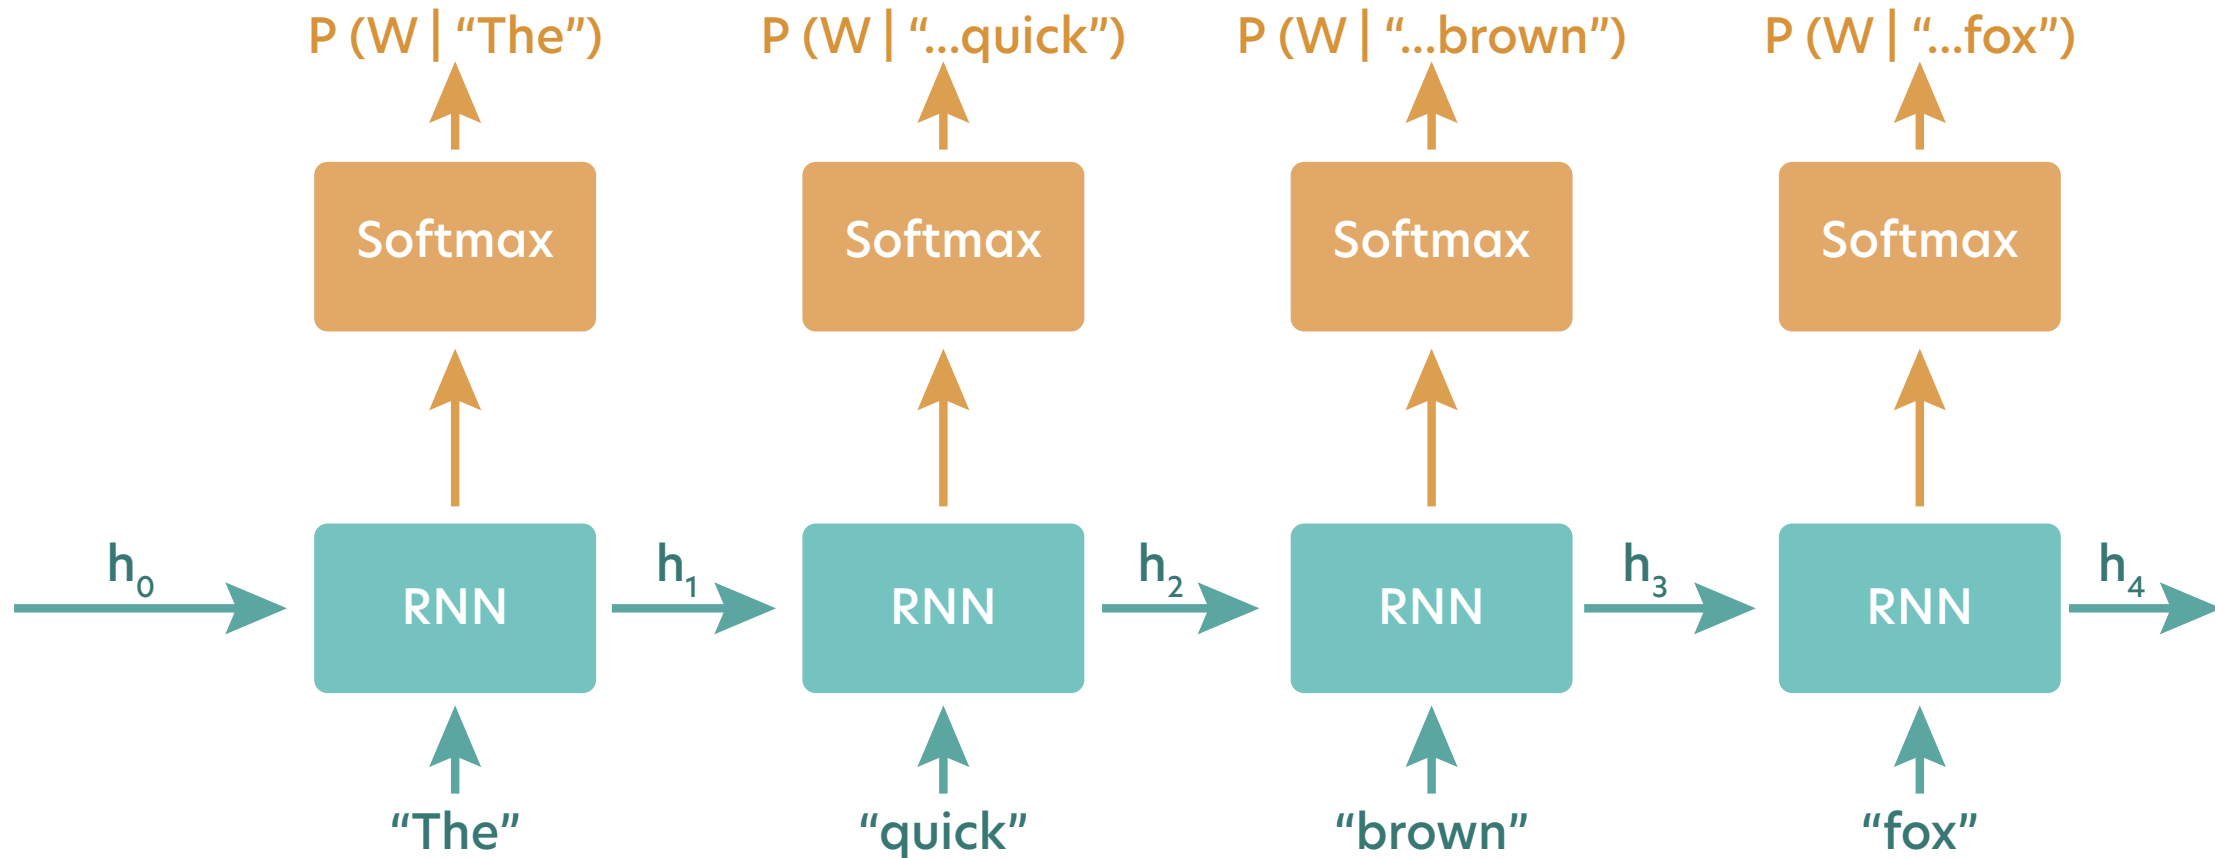 P (W | “The”) P (W | “...quick”) P (W | “...brown”) P (W | “...fox”)
Softmax Softmax Softmax Softmax
h₀ h₁ h₂ h₃ h₄
RNN RNN RNN RNN
“The” “quick” “brown” “fox”